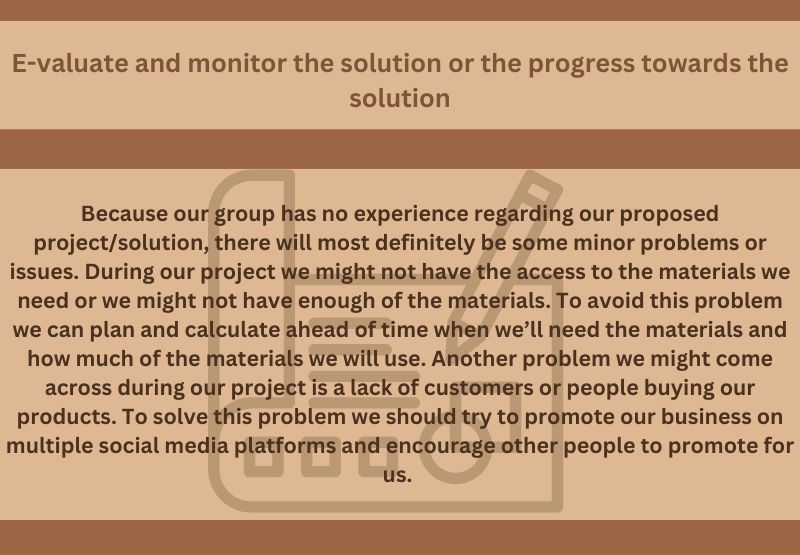 E-valuate and monitor the solution or the progress towards the
solution
Because our group has no experience regarding our proposed
project/solution, there will most definitely be some minor problems or
issues. During our project we might not have the access to the materials we
need or we might not have enough of the materials. To avoid this problem
we can plan and calculate ahead of time when we’ll need the materials and
how much of the materials we will use. Another problem we might come
across during our project is a lack of customers or people buying our
products. To solve this problem we should try to promote our business on
multiple social media platforms and encourage other people to promote for
us.